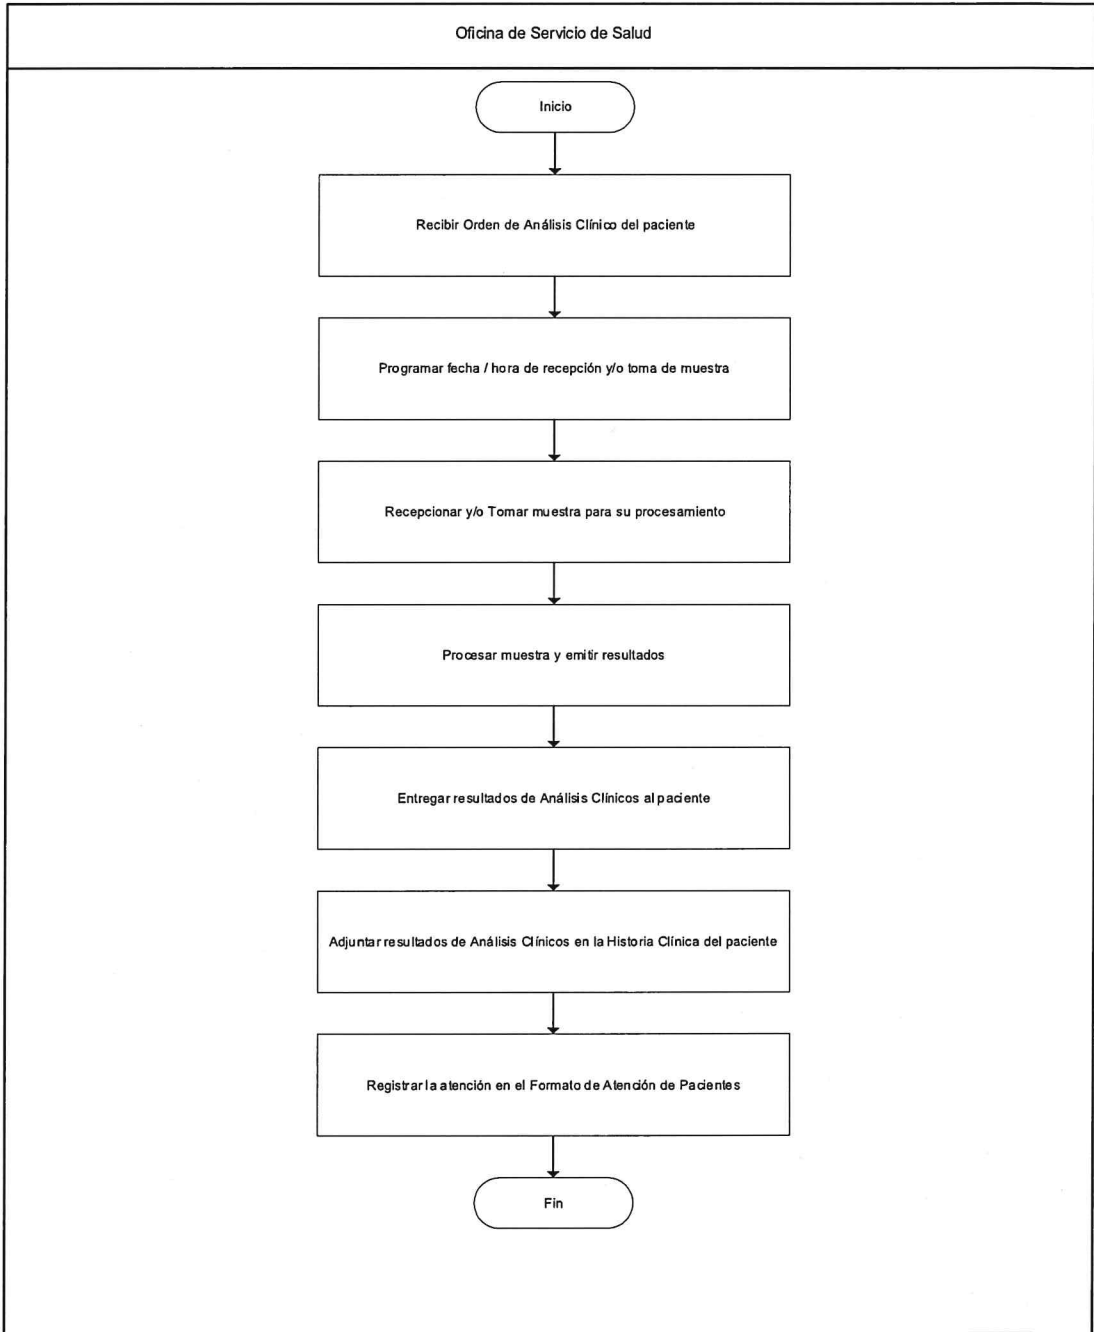 Oficina de Servicio de Salud
Inicio
Recibir Orden de Análisis Clínico del paciente
Programar fecha / hora de recepción y/o toma de muestra
Recepcionar y/o Tomar muestra para su procesamiento
Procesar muestra y emitir resultados
Entregar resultados de Análisis Clínicos al paciente
Adjuntar resultados de Análisis Clínicos en la Historia Clínica del paciente
Registrar la atención en el Formato de Atención de Pacientes
Fin